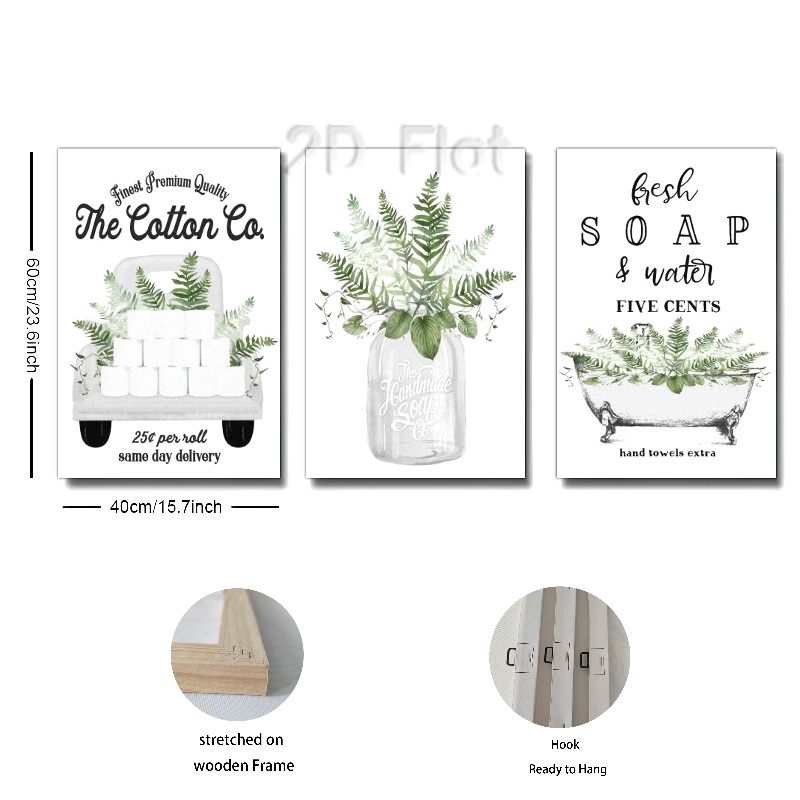 2D Flat
Finest Premium Quality
The Cotton Co.
25¢ per roll
same day delivery
The
Handmade
Soap
Co
fresh
SOAP
& water
FIVE CENTS
hand towels extra
60cm/23.6inch
40cm/15.7inch
stretched on
wooden Frame
Hook
Ready to Hang